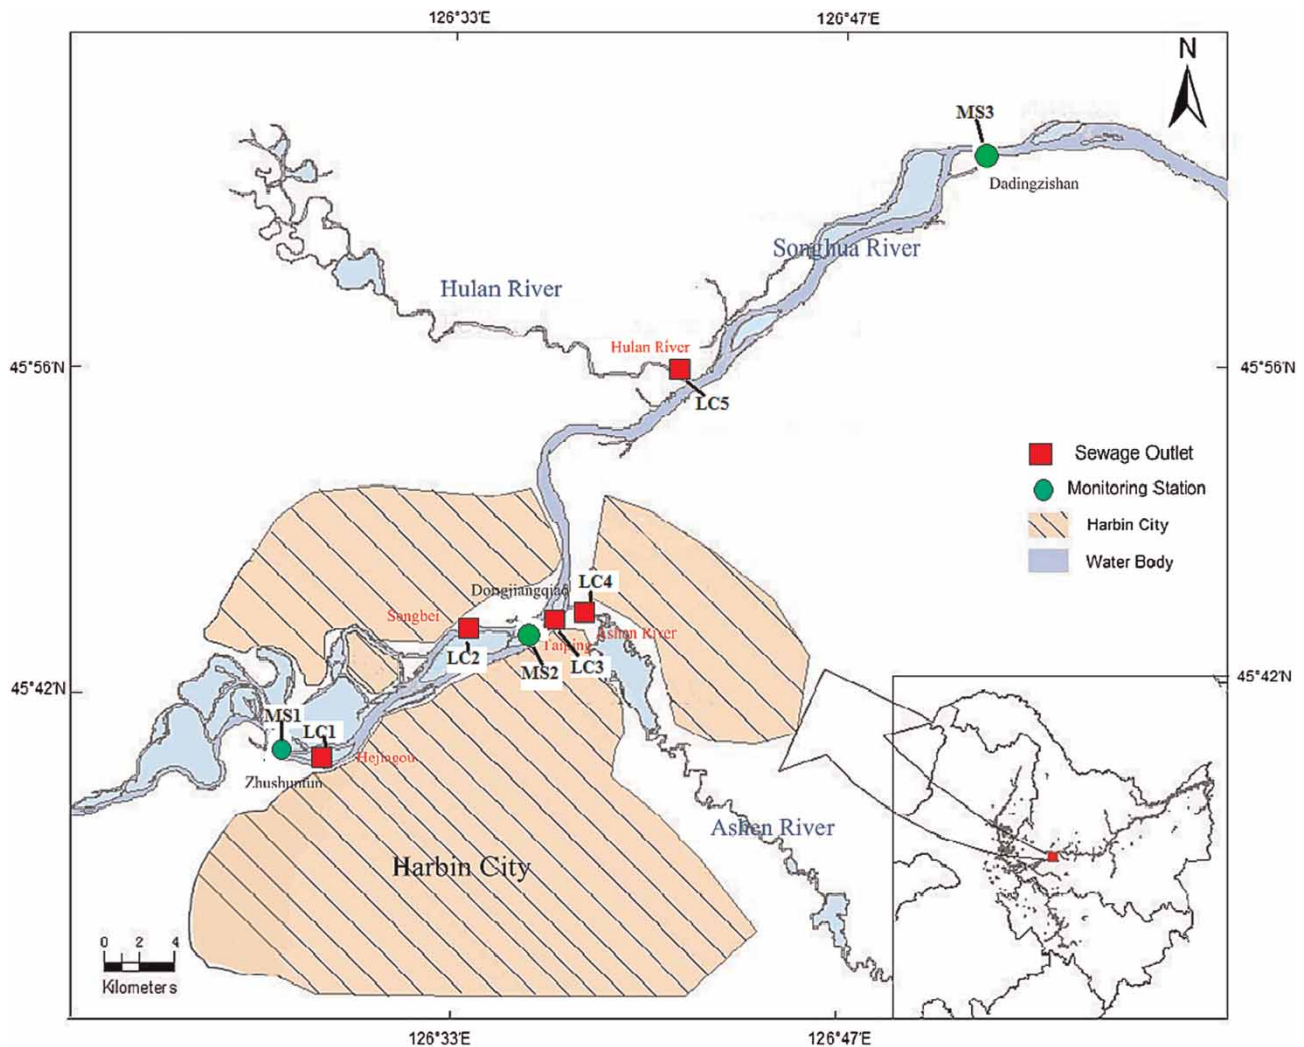 126°33′E
126°47′E
N
MS3
Dadingzishan
Songhua River
Hulan River
Hulan River
45°56′N
45°56′N
LC5
Sewage Outlet
Monitoring Station
Harbin City
Water Body
LC4
Dongjiangqiao
Songbei
Ashen River
Taiping
LC2
LC3
MS2
45°42′N
45°42′N
MS1
LC1
Hejiagou
Zhushuntun
Ashen River
Harbin City
0 2 4
Kilometers
126°33′E
126°47′E